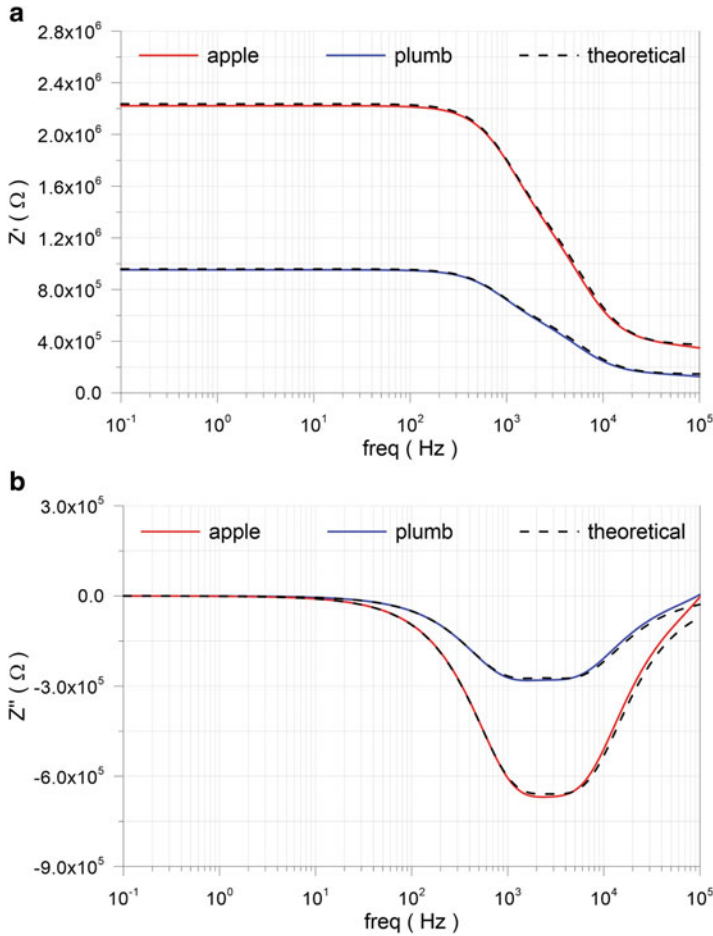 a
2.8x10⁶
apple plumb theoretical
2.4x10⁶
2.0x10⁶
1.6x10⁶
Z' ( Ω )
1.2x10⁶
8.0x10⁵
4.0x10⁵
0.0
10⁻¹ 10⁰ 10¹ 10² 10³ 10⁴ 10⁵
freq ( Hz )
b
3.0x10⁵
apple plumb theoretical
0.0
Z" ( Ω )
-3.0x10⁵
-6.0x10⁵
-9.0x10⁵
10⁻¹ 10⁰ 10¹ 10² 10³ 10⁴ 10⁵
freq ( Hz )